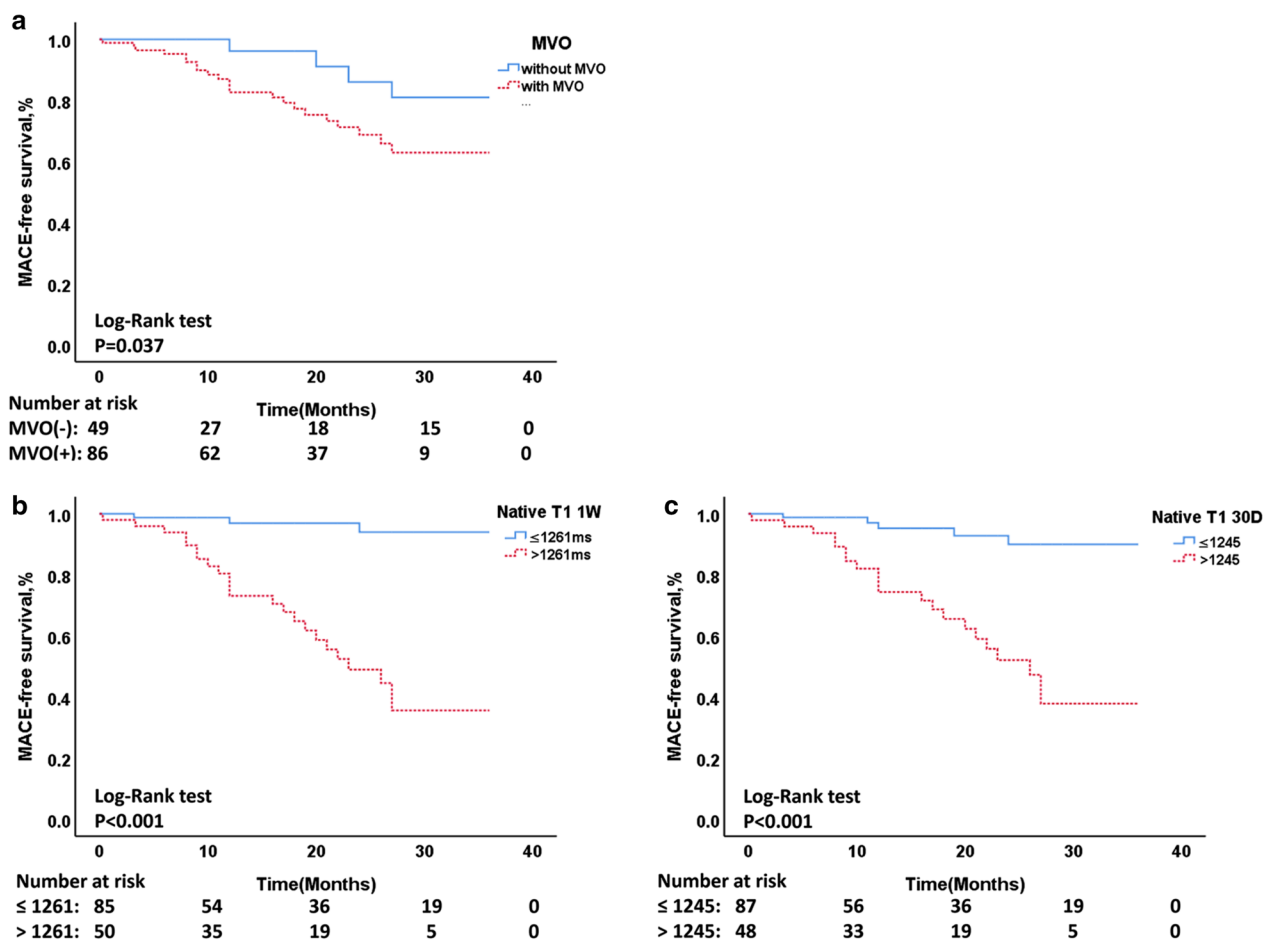 a
MVO
without MVO
with MVO
...
MACE-free survival,%
1.0
0.8
0.6
0.4
0.2
0.0
Log-Rank test
P=0.037
0 10 20 30 40
Time(Months)
Number at risk
MVO(-): 49 27 18 15 0
MVO(+): 86 62 37 9 0
b
Native T1 1W
≤1261ms
>1261ms
MACE-free survival,%
1.0
0.8
0.6
0.4
0.2
0.0
Log-Rank test
P<0.001
0 10 20 30 40
Time(Months)
Number at risk
≤ 1261: 85 54 36 19 0
> 1261: 50 35 19 5 0
c
Native T1 30D
≤1245
>1245
MACE-free survival,%
1.0
0.8
0.6
0.4
0.2
0.0
Log-Rank test
P<0.001
0 10 20 30 40
Time(Months)
Number at risk
≤ 1245: 87 56 36 19 0
> 1245: 48 33 19 5 0